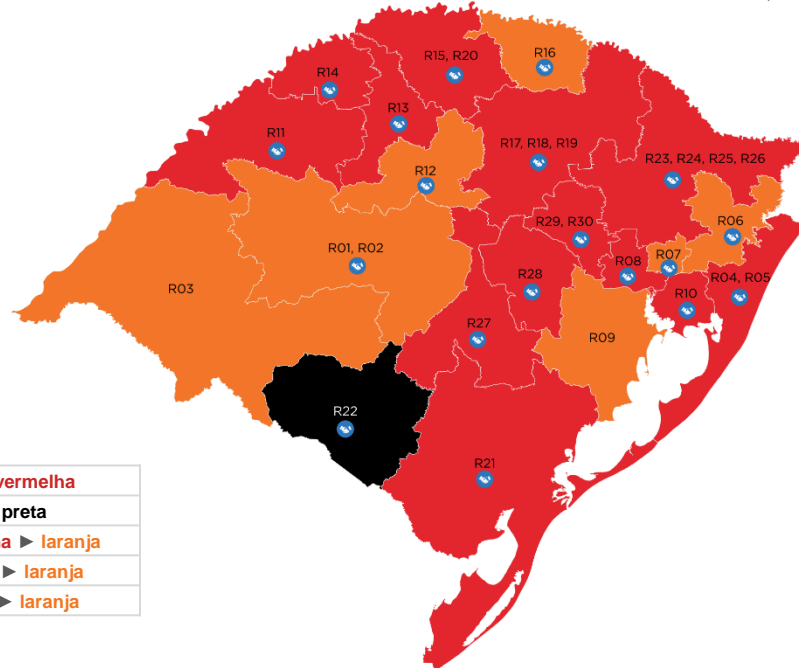 R15, R20
R16
R14
R13
R11
R17, R18, R19
R23, R24, R25, R26
R12
R06
R29, R30
R01, R02
R07
R08
R04, R05
R03
R28
R10
R27
R09
R22
R21
vermelha
preta
► laranja
► laranja
► laranja